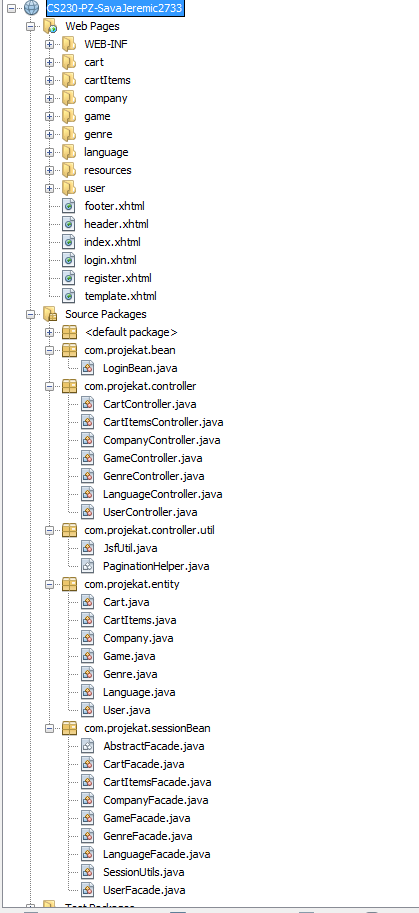 CS230-PZ-SavaJeremic2733
Web Pages
WEB-INF
cart
cartItems
company
game
genre
language
resources
user
footer.xhtml
header.xhtml
index.xhtml
login.xhtml
register.xhtml
template.xhtml
Source Packages
<default package>
com.projekat.bean
LoginBean.java
com.projekat.controller
CartController.java
CartItemsController.java
CompanyController.java
GameController.java
GenreController.java
LanguageController.java
UserController.java
com.projekat.controller.util
JsfUtil.java
PaginationHelper.java
com.projekat.entity
Cart.java
CartItems.java
Company.java
Game.java
Genre.java
Language.java
User.java
com.projekat.sessionBean
AbstractFacade.java
CartFacade.java
CartItemsFacade.java
CompanyFacade.java
GameFacade.java
GenreFacade.java
LanguageFacade.java
SessionUtils.java
UserFacade.java